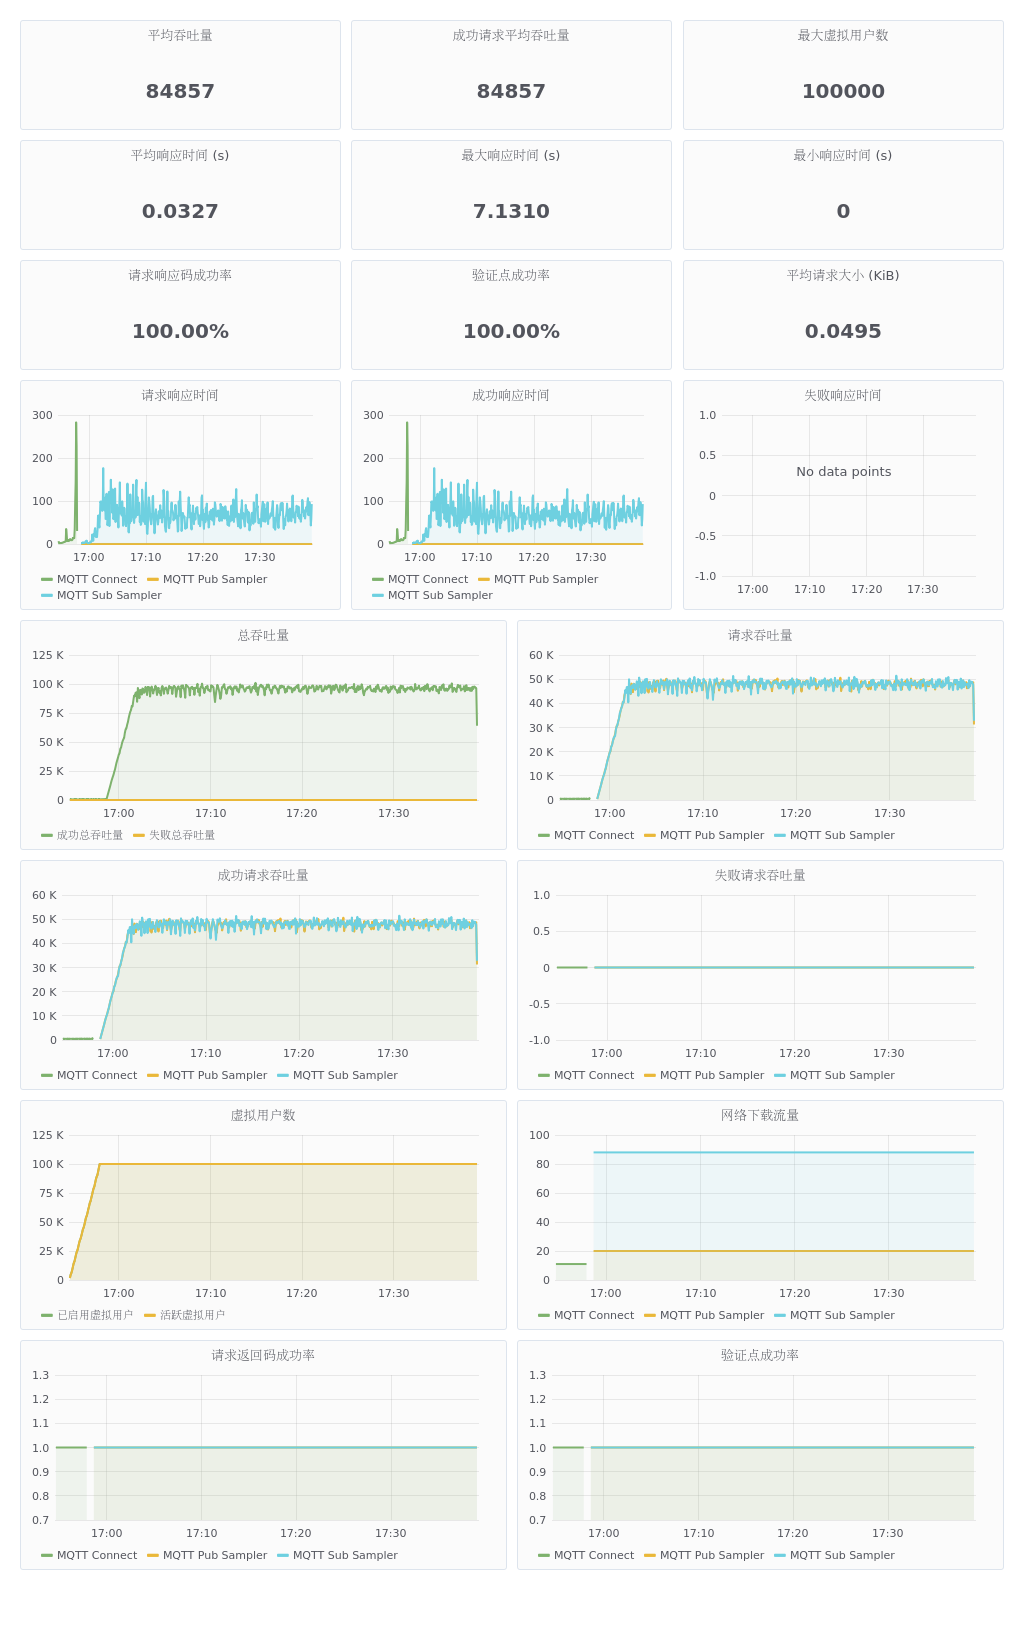 平均吞吐量
84857
成功请求平均吞吐量
84857
最大虚拟用户数
100000
平均响应时间 (s)
0.0327
最大响应时间 (s)
7.1310
最小响应时间 (s)
0
请求响应码成功率
100.00%
验证点成功率
100.00%
平均请求大小 (KiB)
0.0495
请求响应时间
300
200
100
0
17:00 17:10 17:20 17:30
MQTT Connect MQTT Pub Sampler
MQTT Sub Sampler
成功响应时间
300
200
100
0
17:00 17:10 17:20 17:30
MQTT Connect MQTT Pub Sampler
MQTT Sub Sampler
失败响应时间
1.0
0.5
No data points
0
-0.5
-1.0
17:00 17:10 17:20 17:30
总吞吐量
125 K
100 K
75 K
50 K
25 K
0
17:00 17:10 17:20 17:30
成功总吞吐量 失败总吞吐量
请求吞吐量
60 K
50 K
40 K
30 K
20 K
10 K
0
17:00 17:10 17:20 17:30
MQTT Connect MQTT Pub Sampler MQTT Sub Sampler
成功请求吞吐量
60 K
50 K
40 K
30 K
20 K
10 K
0
17:00 17:10 17:20 17:30
MQTT Connect MQTT Pub Sampler MQTT Sub Sampler
失败请求吞吐量
1.0
0.5
0
-0.5
-1.0
17:00 17:10 17:20 17:30
MQTT Connect MQTT Pub Sampler MQTT Sub Sampler
虚拟用户数
125 K
100 K
75 K
50 K
25 K
0
17:00 17:10 17:20 17:30
已启用虚拟用户 活跃虚拟用户
网络下载流量
100
80
60
40
20
0
17:00 17:10 17:20 17:30
MQTT Connect MQTT Pub Sampler MQTT Sub Sampler
请求返回码成功率
1.3
1.2
1.1
1.0
0.9
0.8
0.7
17:00 17:10 17:20 17:30
MQTT Connect MQTT Pub Sampler MQTT Sub Sampler
验证点成功率
1.3
1.2
1.1
1.0
0.9
0.8
0.7
17:00 17:10 17:20 17:30
MQTT Connect MQTT Pub Sampler MQTT Sub Sampler